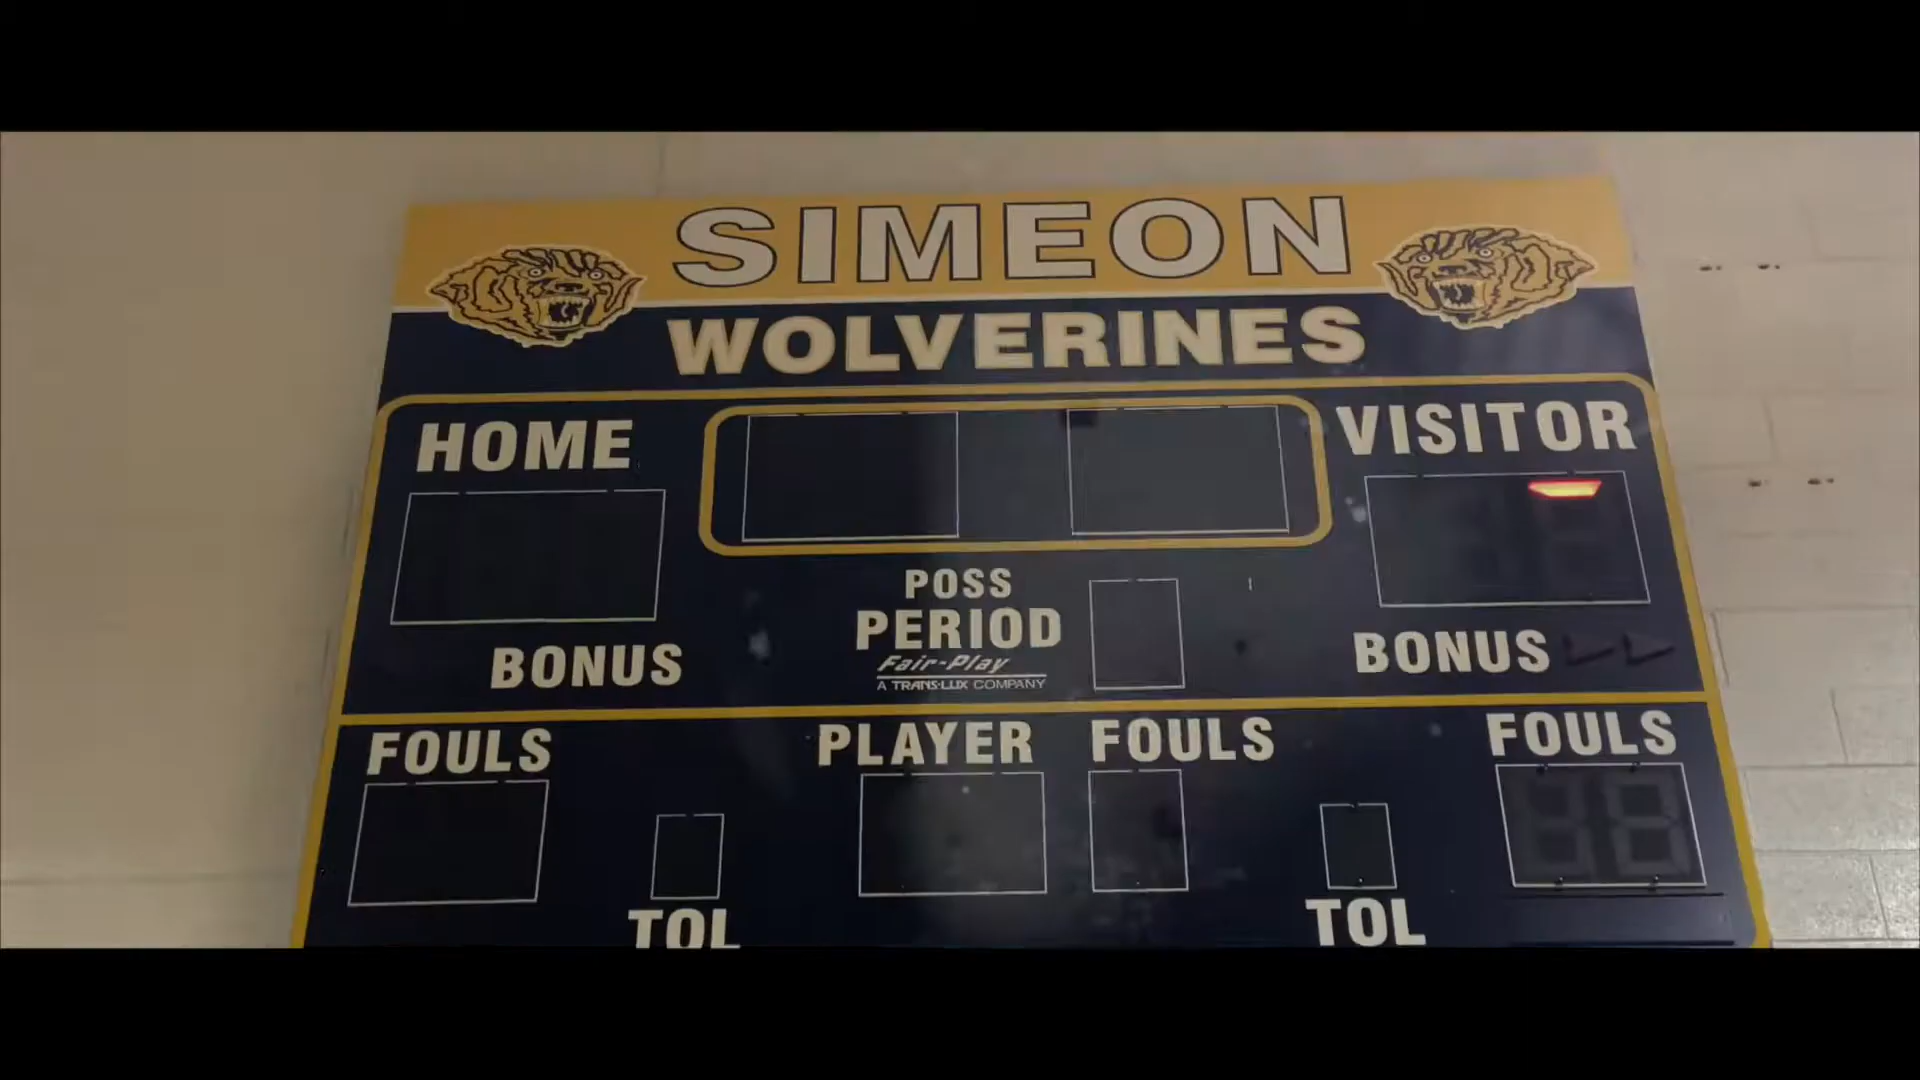 SIMEON
WOLVERINES
HOME
VISITOR
POSS
PERIOD
Fair-Play
A TRANS-LUX COMPANY
BONUS
BONUS
FOULS
PLAYER FOULS
FOULS
TOL
TOL